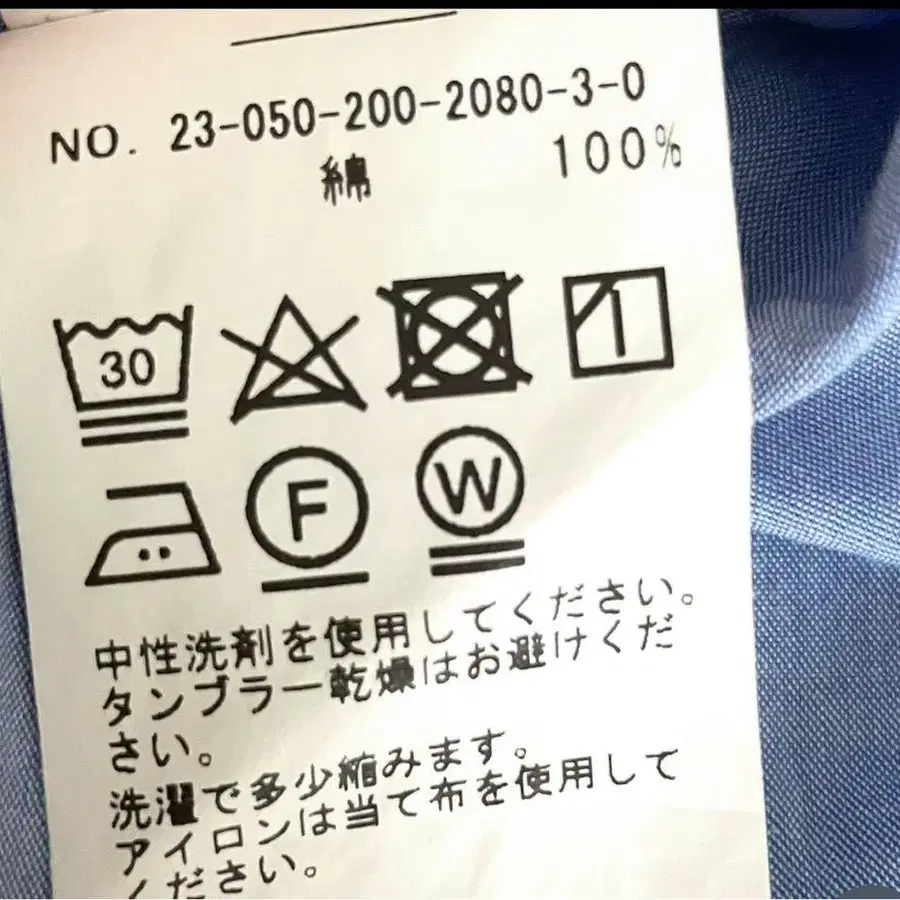 NO. 23-050-200-2080-3-0
綿 100%
30
F W
中性洗剤を使用してください。
タンブラー乾燥はお避けくだ
さい。
洗濯で多少縮みます。
アイロンは当て布を使用して
ください。